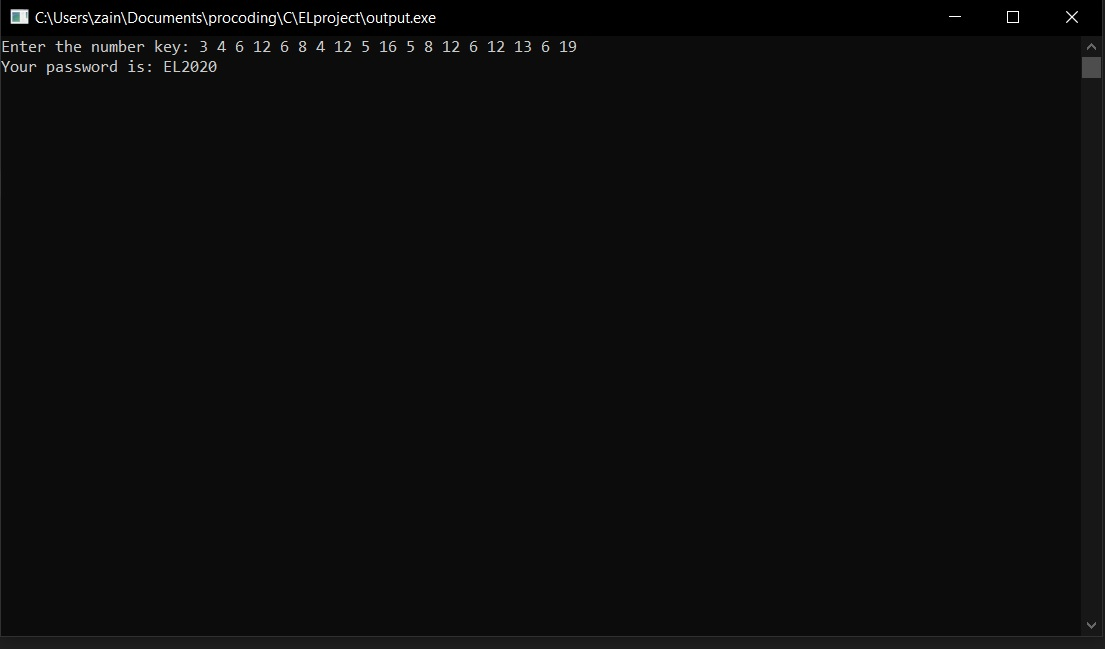 C:\Users\zain\Documents\procoding\C\ELproject\output.exe
Enter the number key: 3 4 6 12 6 8 4 12 5 16 5 8 12 6 12 13 6 19
Your password is: EL2020